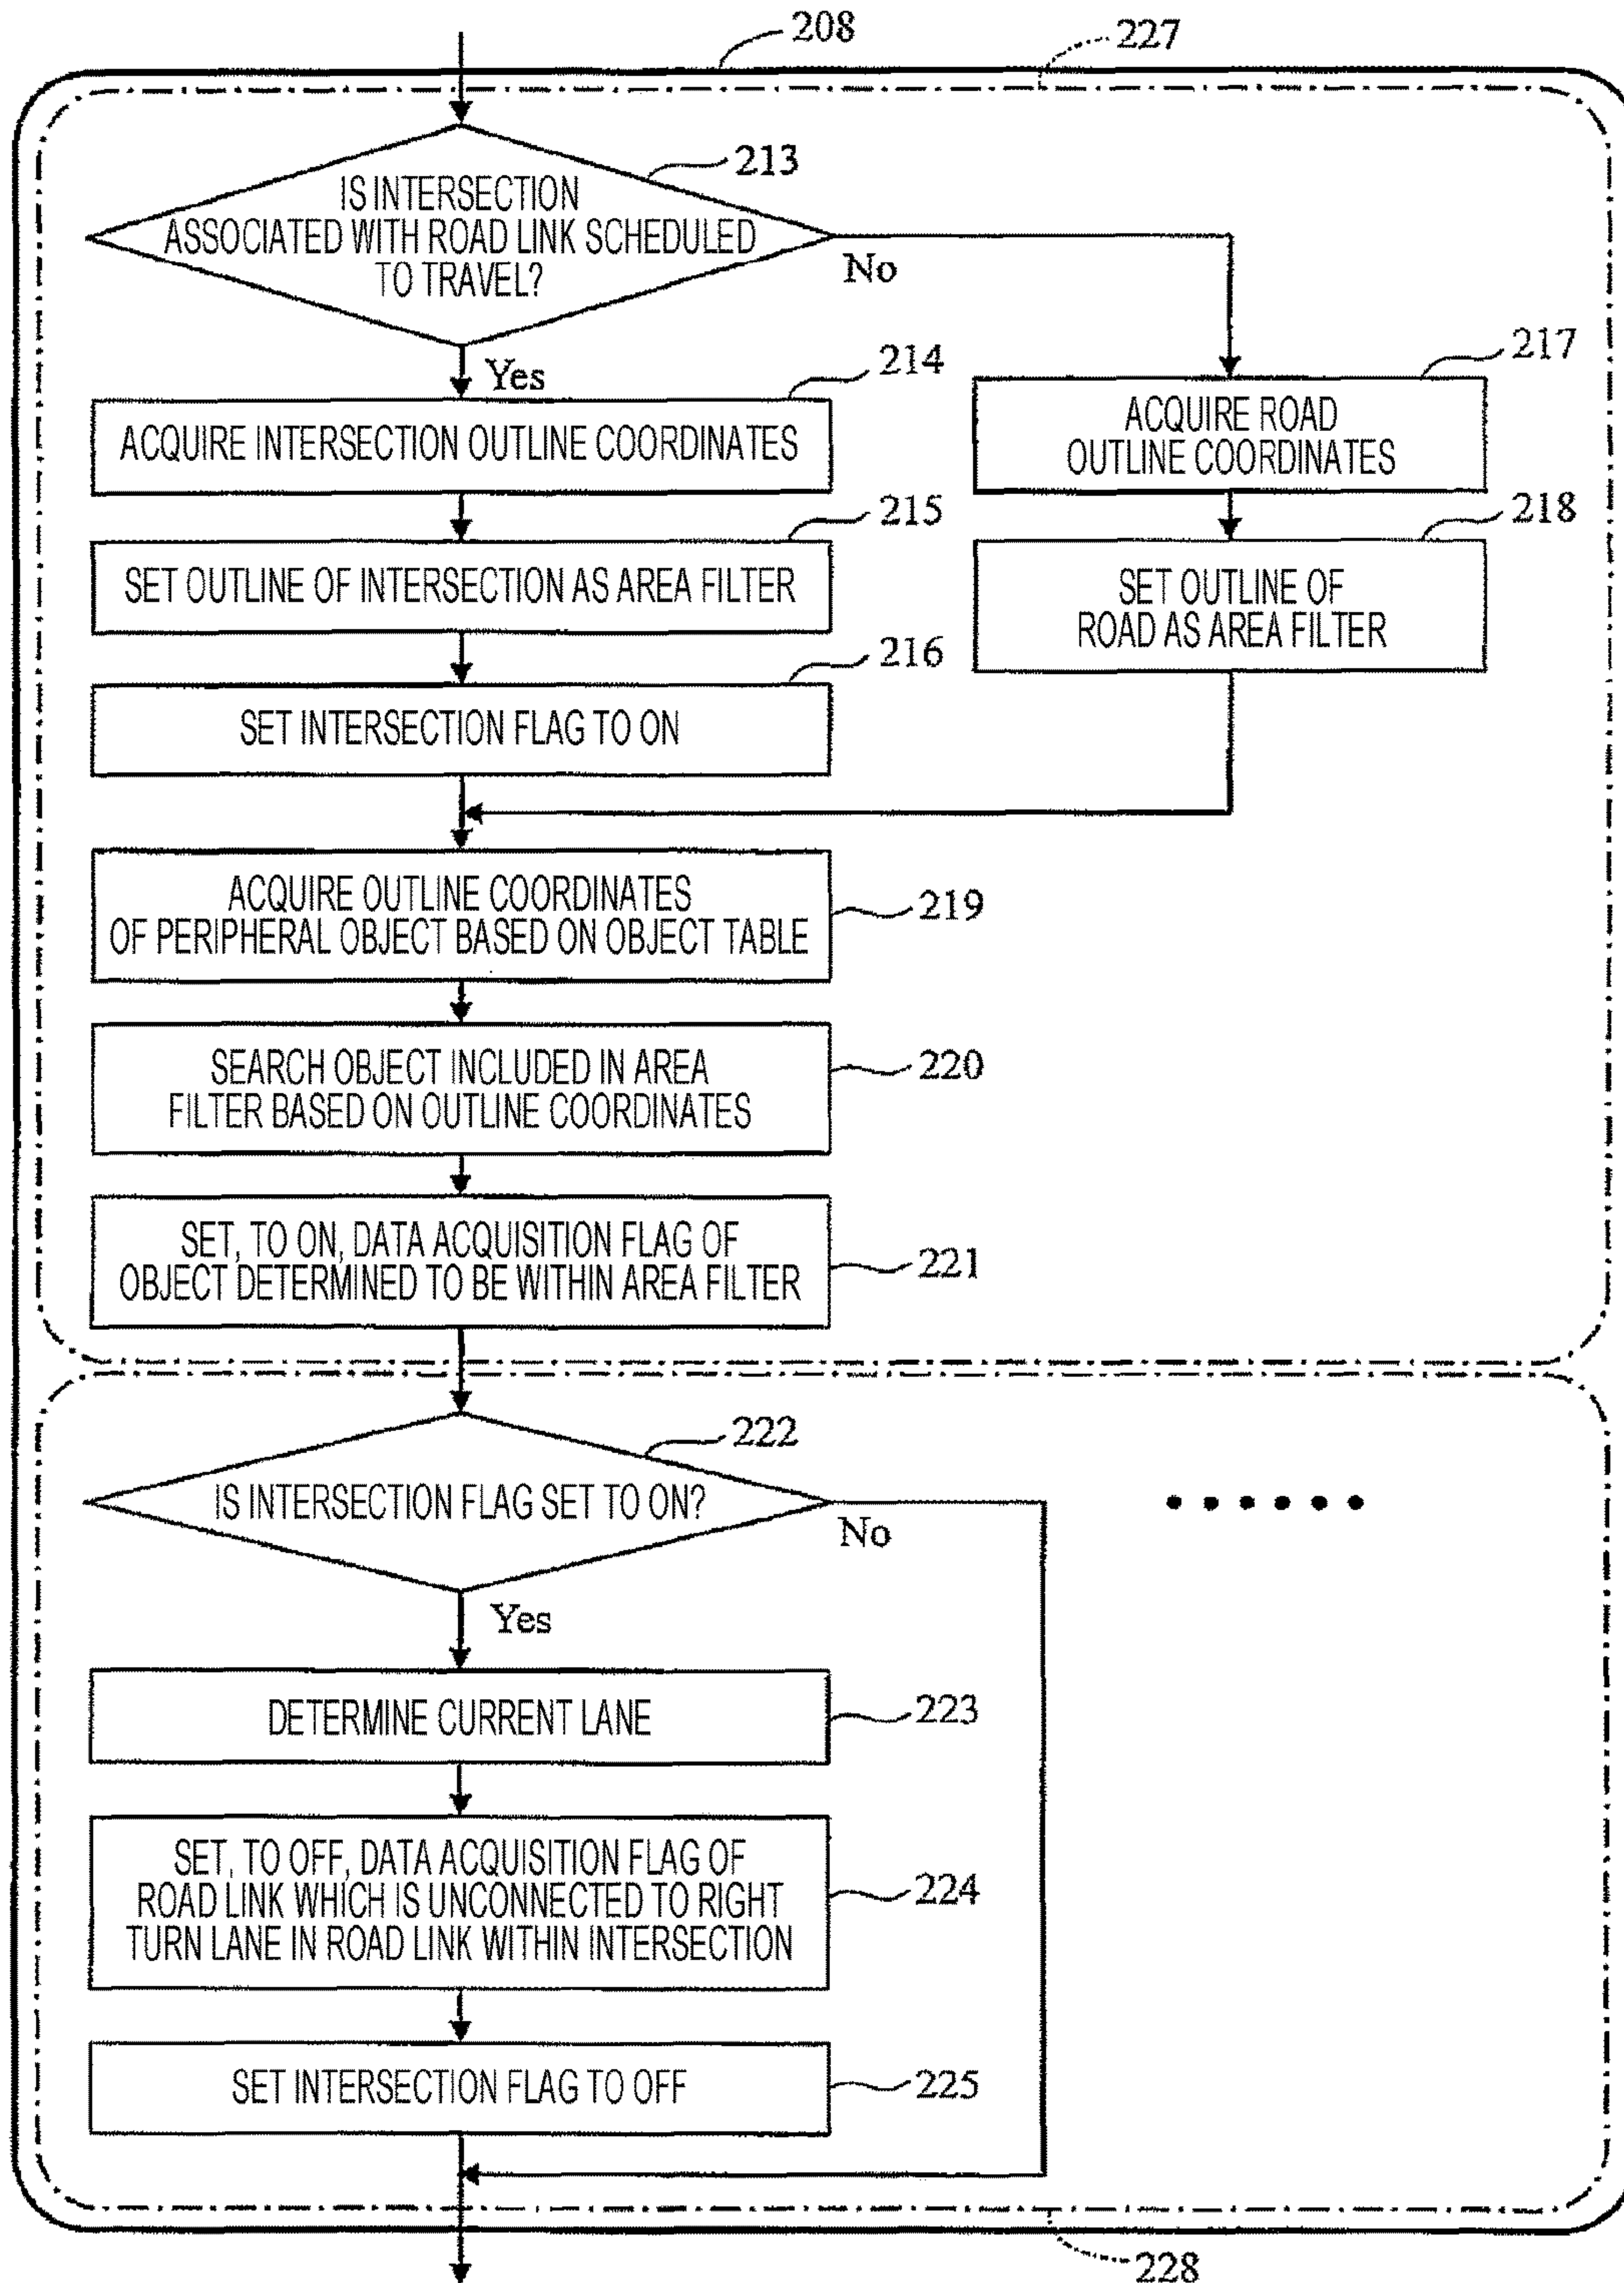 208
227
213
IS INTERSECTION
ASSOCIATED WITH ROAD LINK SCHEDULED
TO TRAVEL?
No
Yes
214
ACQUIRE INTERSECTION OUTLINE COORDINATES
217
ACQUIRE ROAD
OUTLINE COORDINATES
215
SET OUTLINE OF INTERSECTION AS AREA FILTER
218
SET OUTLINE OF
ROAD AS AREA FILTER
216
SET INTERSECTION FLAG TO ON
ACQUIRE OUTLINE COORDINATES
OF PERIPHERAL OBJECT BASED ON OBJECT TABLE
219
SEARCH OBJECT INCLUDED IN AREA
FILTER BASED ON OUTLINE COORDINATES
220
SET, TO ON, DATA ACQUISITION FLAG OF
OBJECT DETERMINED TO BE WITHIN AREA FILTER
221
222
IS INTERSECTION FLAG SET TO ON?
No
Yes
DETERMINE CURRENT LANE
223
SET, TO OFF, DATA ACQUISITION FLAG OF
ROAD LINK WHICH IS UNCONNECTED TO RIGHT
TURN LANE IN ROAD LINK WITHIN INTERSECTION
224
SET INTERSECTION FLAG TO OFF
225
228